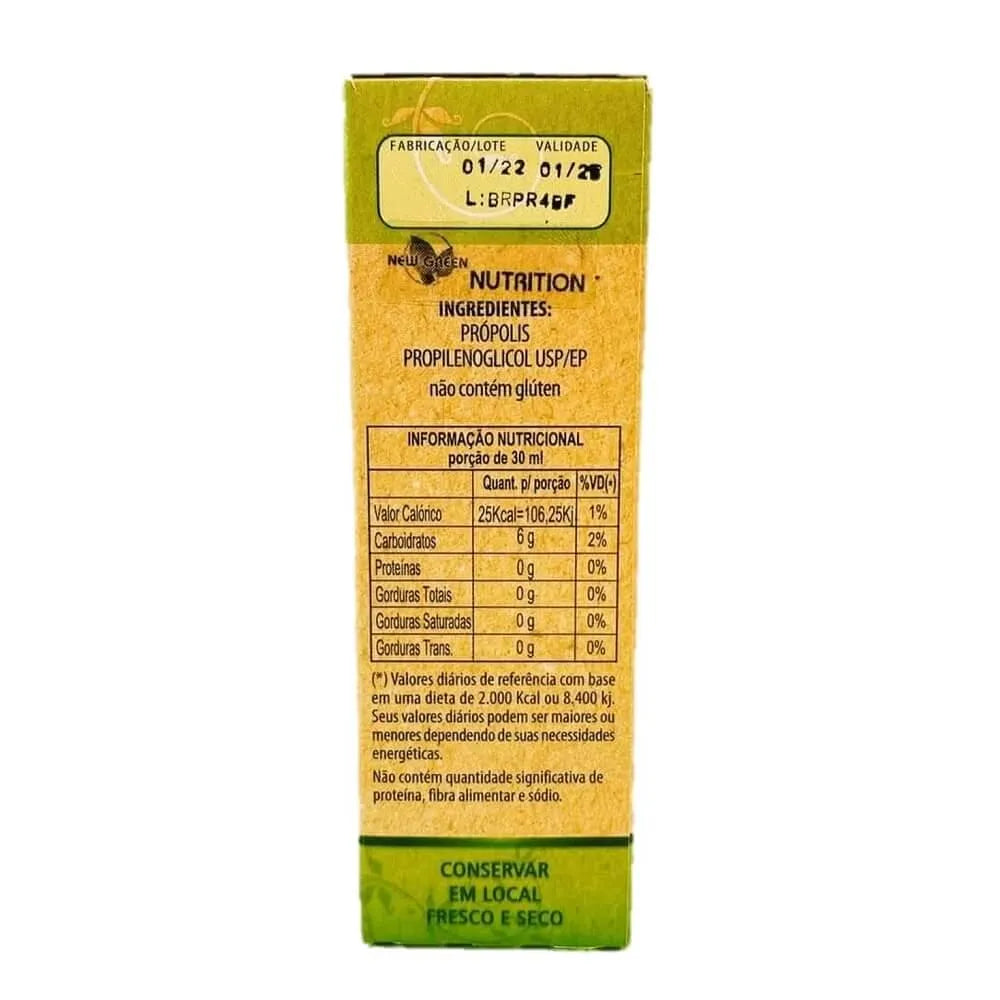 FABRICAÇÃO/LOTE VALIDADE
01/22
NEW GREEN
NUTRITION
INGREDIENTES:
PRÓPOLIS
PROPILENOGLICOL USP/EP
não contém glúten
INFORMAÇÃO NUTRICIONAL
porção de 30 ml
Quant. p/ porção %VD(*)
Valor Calórico 25Kcal=106,25Kj 1%
Carboidratos 6 g 2%
Proteínas 0 g 0%
Gorduras Totais 0 g 0%
Gorduras Saturadas 0 g 0%
Gorduras Trans. 0 g 0%
(*) Valores diários de referência com base
em uma dieta de 2.000 Kcal ou 8.400 kj.
Seus valores diários podem ser maiores ou
menores dependendo de suas necessidades
energéticas.
Não contém quantidade significativa de
proteína, fibra alimentar e sódio.
CONSERVAR
EM LOCAL
FRESCO E SECO